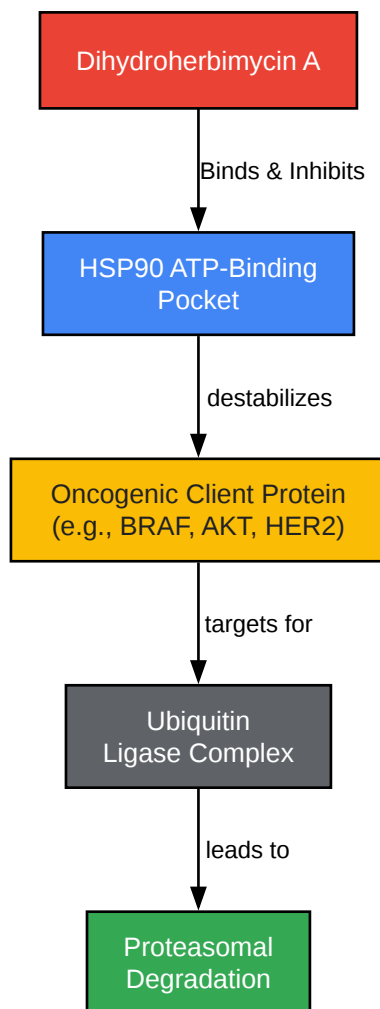 Dihydroherbimycin A
Binds & Inhibits
HSP90 ATP-Binding
Pocket
destabilizes
Oncogenic Client Protein
(e.g., BRAF, AKT, HER2)
targets for
Ubiquitin
Ligase Complex
leads to
Proteasomal
Degradation